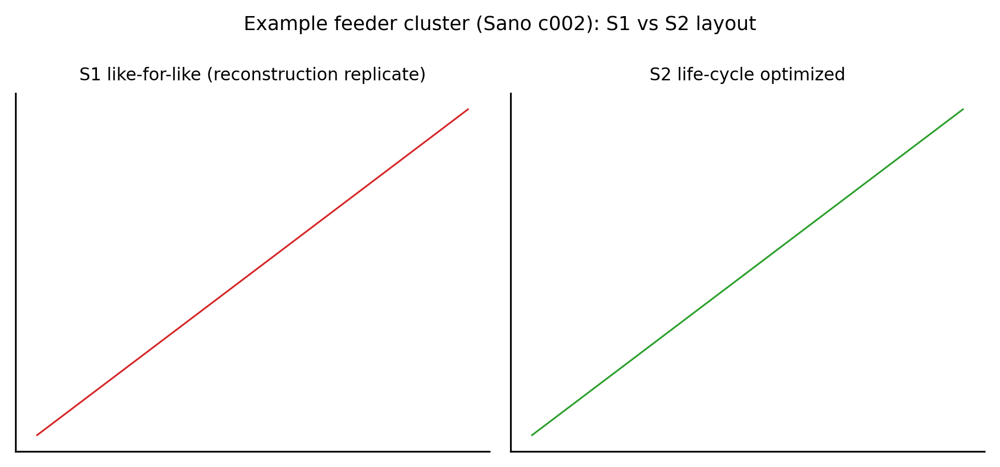 Example feeder cluster (Sano c002): S1 vs S2 layout
S1 like-for-like (reconstruction replicate)
S2 life-cycle optimized